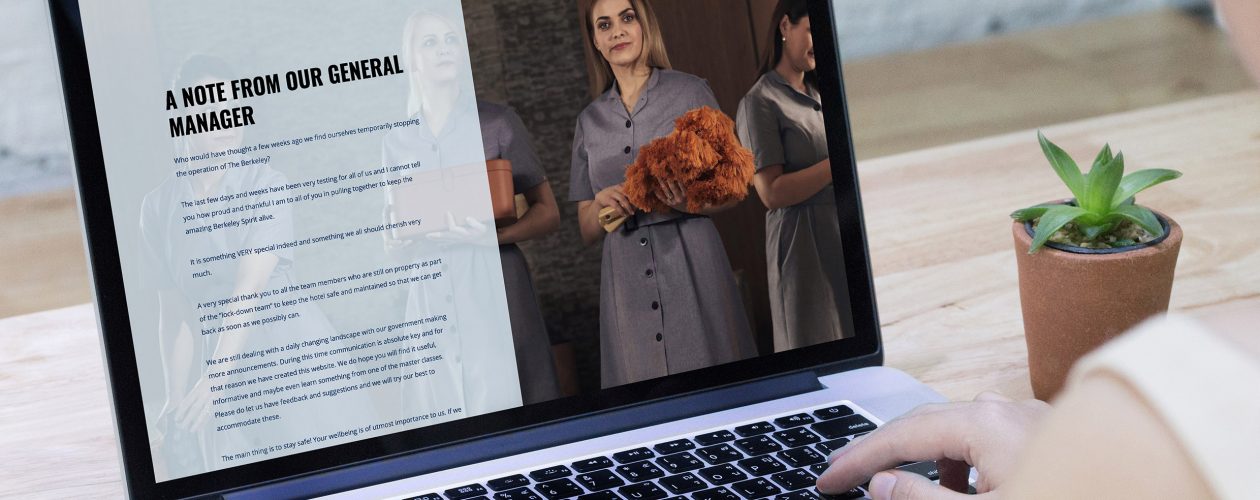 A NOTE FROM OUR GENERAL
MANAGER
Who would have thought a few weeks ago we find ourselves temporarily stopping
the operation of The Berkeley?
The last few days and weeks have been very testing for all of us and I cannot tell
you how proud and thankful I am to all of you in pulling together to keep the
amazing Berkeley Spirit alive.
It is something VERY special indeed and something we all should cherish very
much.
A very special thank you to all the team members who are still on property as part
of the "lock-down team" to keep the hotel safe and maintained so that we can get
back as soon as we possibly can.
We are still dealing with a daily changing landscape with our government making
more announcements. During this time communication is absolute key and for
that reason we have created this website. We do hope you will find it useful,
informative and maybe even learn something from one of the master classes.
Please do let us have feedback and suggestions and we will try our best to
accommodate these.
The main thing is to stay safe! Your wellbeing is of utmost importance to us. If we
delete